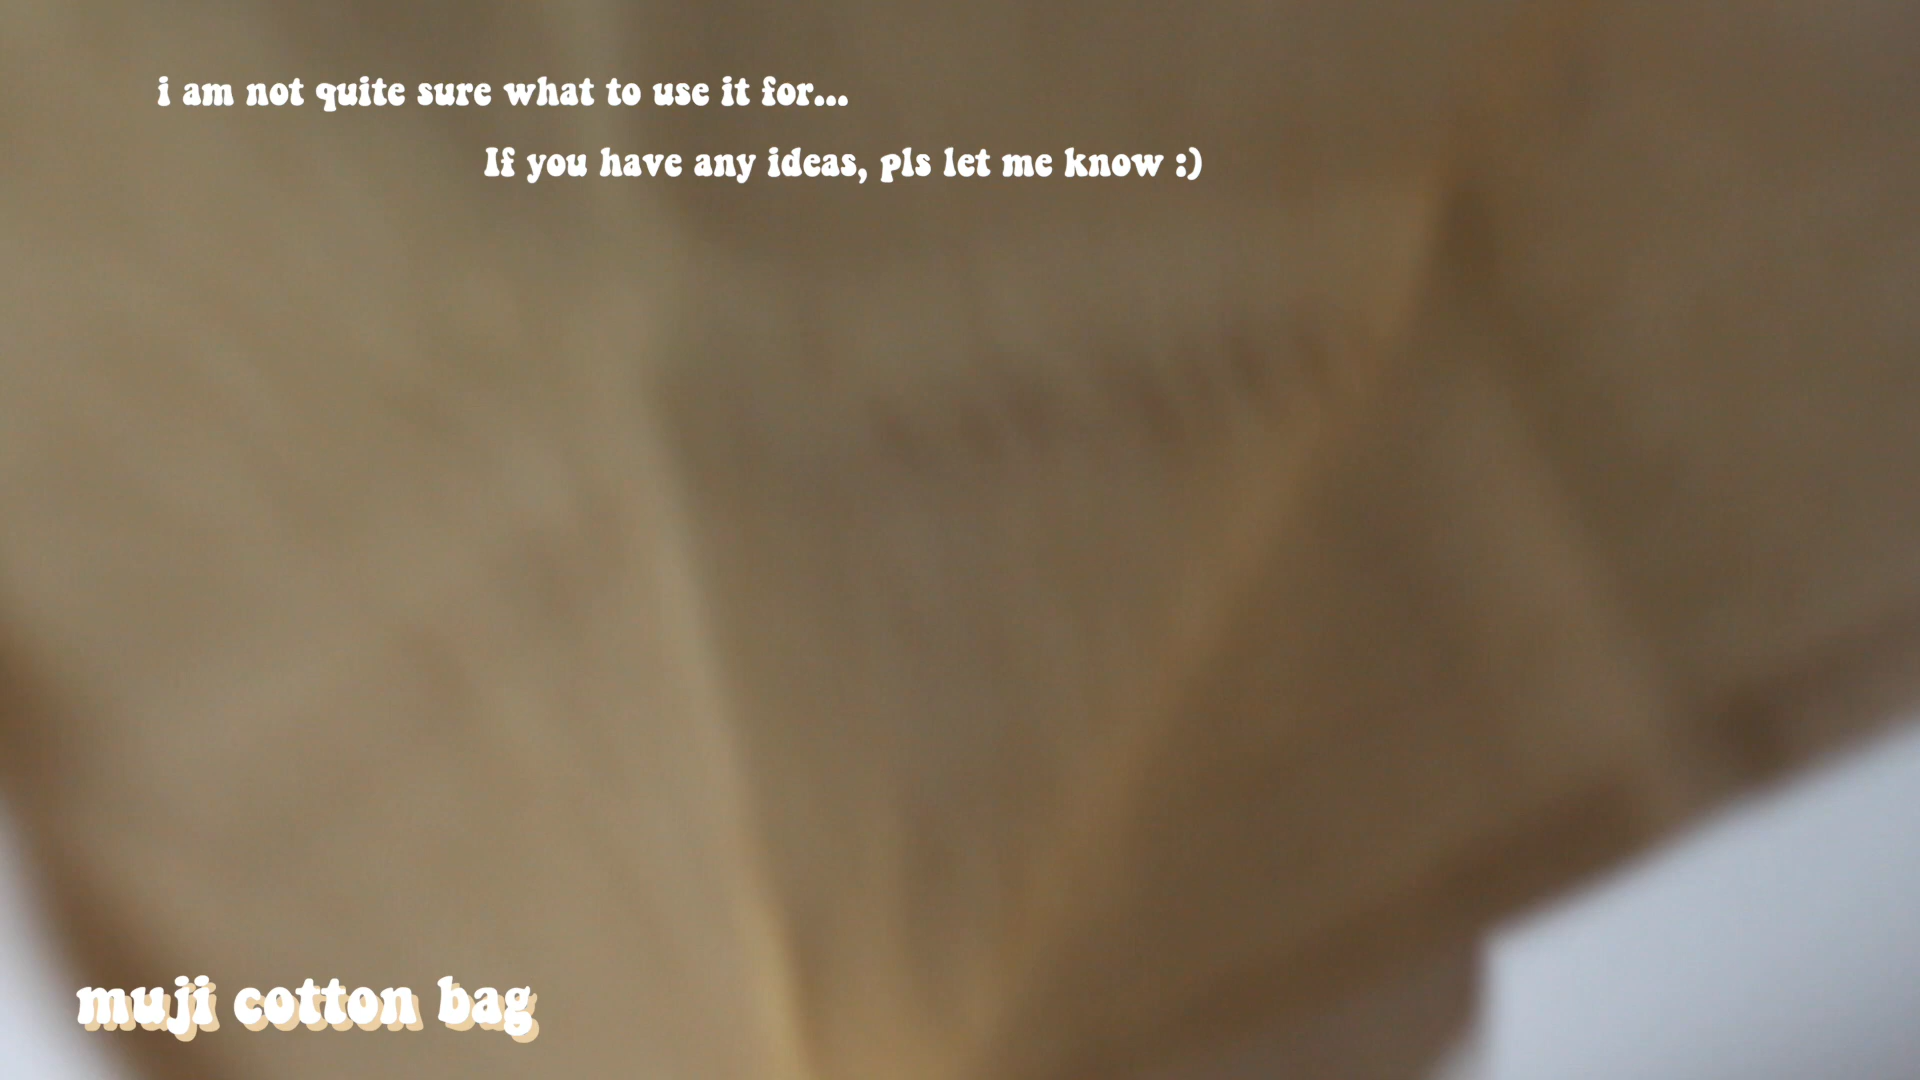 i am not quite sure what to use it for...
If you have any ideas, pls let me know :)
muji cotton bag